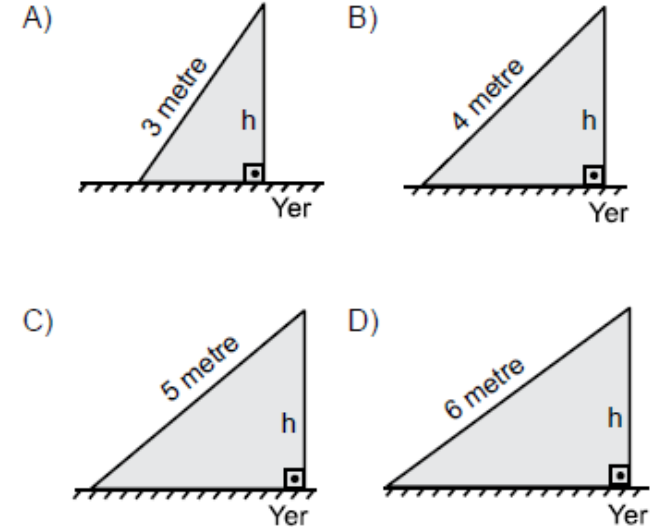 A)
3 metre
h
Yer
B)
4 metre
h
Yer
C)
5 metre
h
Yer
D)
6 metre
h
Yer